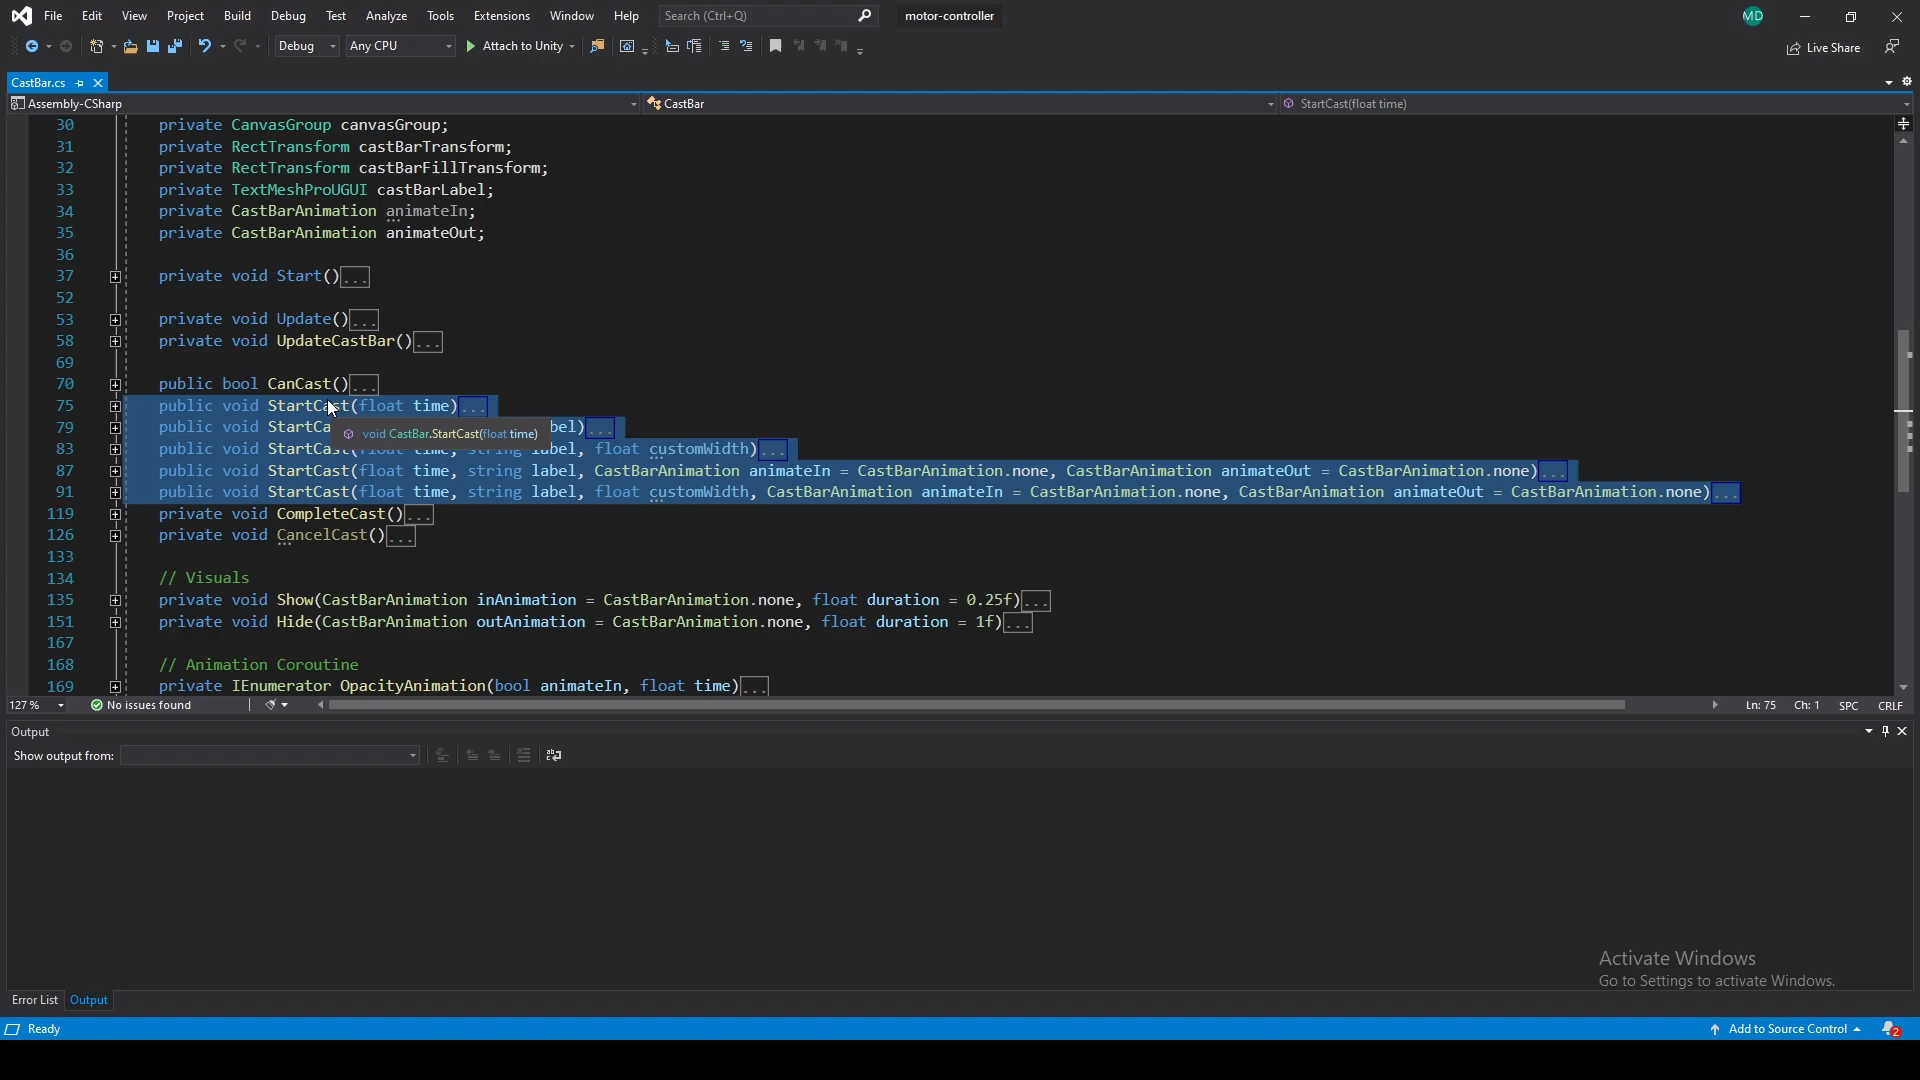 File Edit View Project Build Debug Test Analyze Tools Extensions Window Help Search (Ctrl+Q) motor-controller MD
Debug Any CPU Attach to Unity Live Share
CastBar.cs
Assembly-CSharp CastBar StartCast(float time)
30 private CanvasGroup canvasGroup;
31 private RectTransform castBarTransform;
32 private RectTransform castBarFillTransform;
33 private TextMeshProUGUI castBarLabel;
34 private CastBarAnimation animateIn;
35 private CastBarAnimation animateOut;
36
37 private void Start()...
52
53 private void Update()...
58 private void UpdateCastBar()...
69
70 public bool CanCast()...
75 public void StartCast(float time)...
79 public void StartCa bel)...
void CastBar.StartCast(float time)
83 public void StartCast(float time, string label, float customWidth)...
87 public void StartCast(float time, string label, CastBarAnimation animateIn = CastBarAnimation.none, CastBarAnimation animateOut = CastBarAnimation.none)...
91 public void StartCast(float time, string label, float customWidth, CastBarAnimation animateIn = CastBarAnimation.none, CastBarAnimation animateOut = CastBarAnimation.none)...
119 private void CompleteCast()...
126 private void CancelCast()...
133
134 // Visuals
135 private void Show(CastBarAnimation inAnimation = CastBarAnimation.none, float duration = 0.25f)...
151 private void Hide(CastBarAnimation outAnimation = CastBarAnimation.none, float duration = 1f)...
167
168 // Animation Coroutine
169 private IEnumerator OpacityAnimation(bool animateIn, float time)...
127 % No issues found Ln: 75 Ch: 1 SPC CRLF
Output
Show output from:
Activate Windows
Go to Settings to activate Windows.
Error List Output
Ready Add to Source Control 2